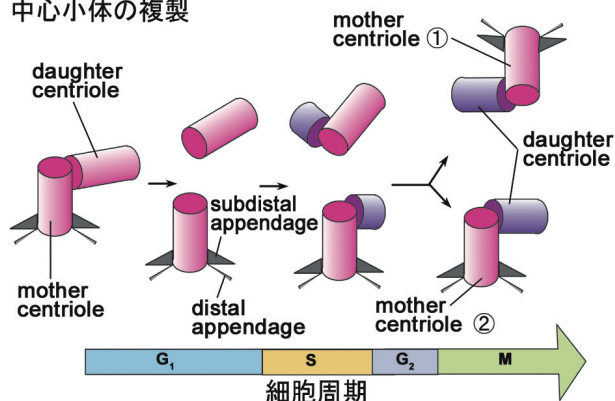 中心小体の複製
mother
centriole ①
daughter
centriole
daughter
centriole
subdistal
appendage
mother
centriole
distal
appendage
mother
centriole ②
G1
S
G2
M
細胞周期